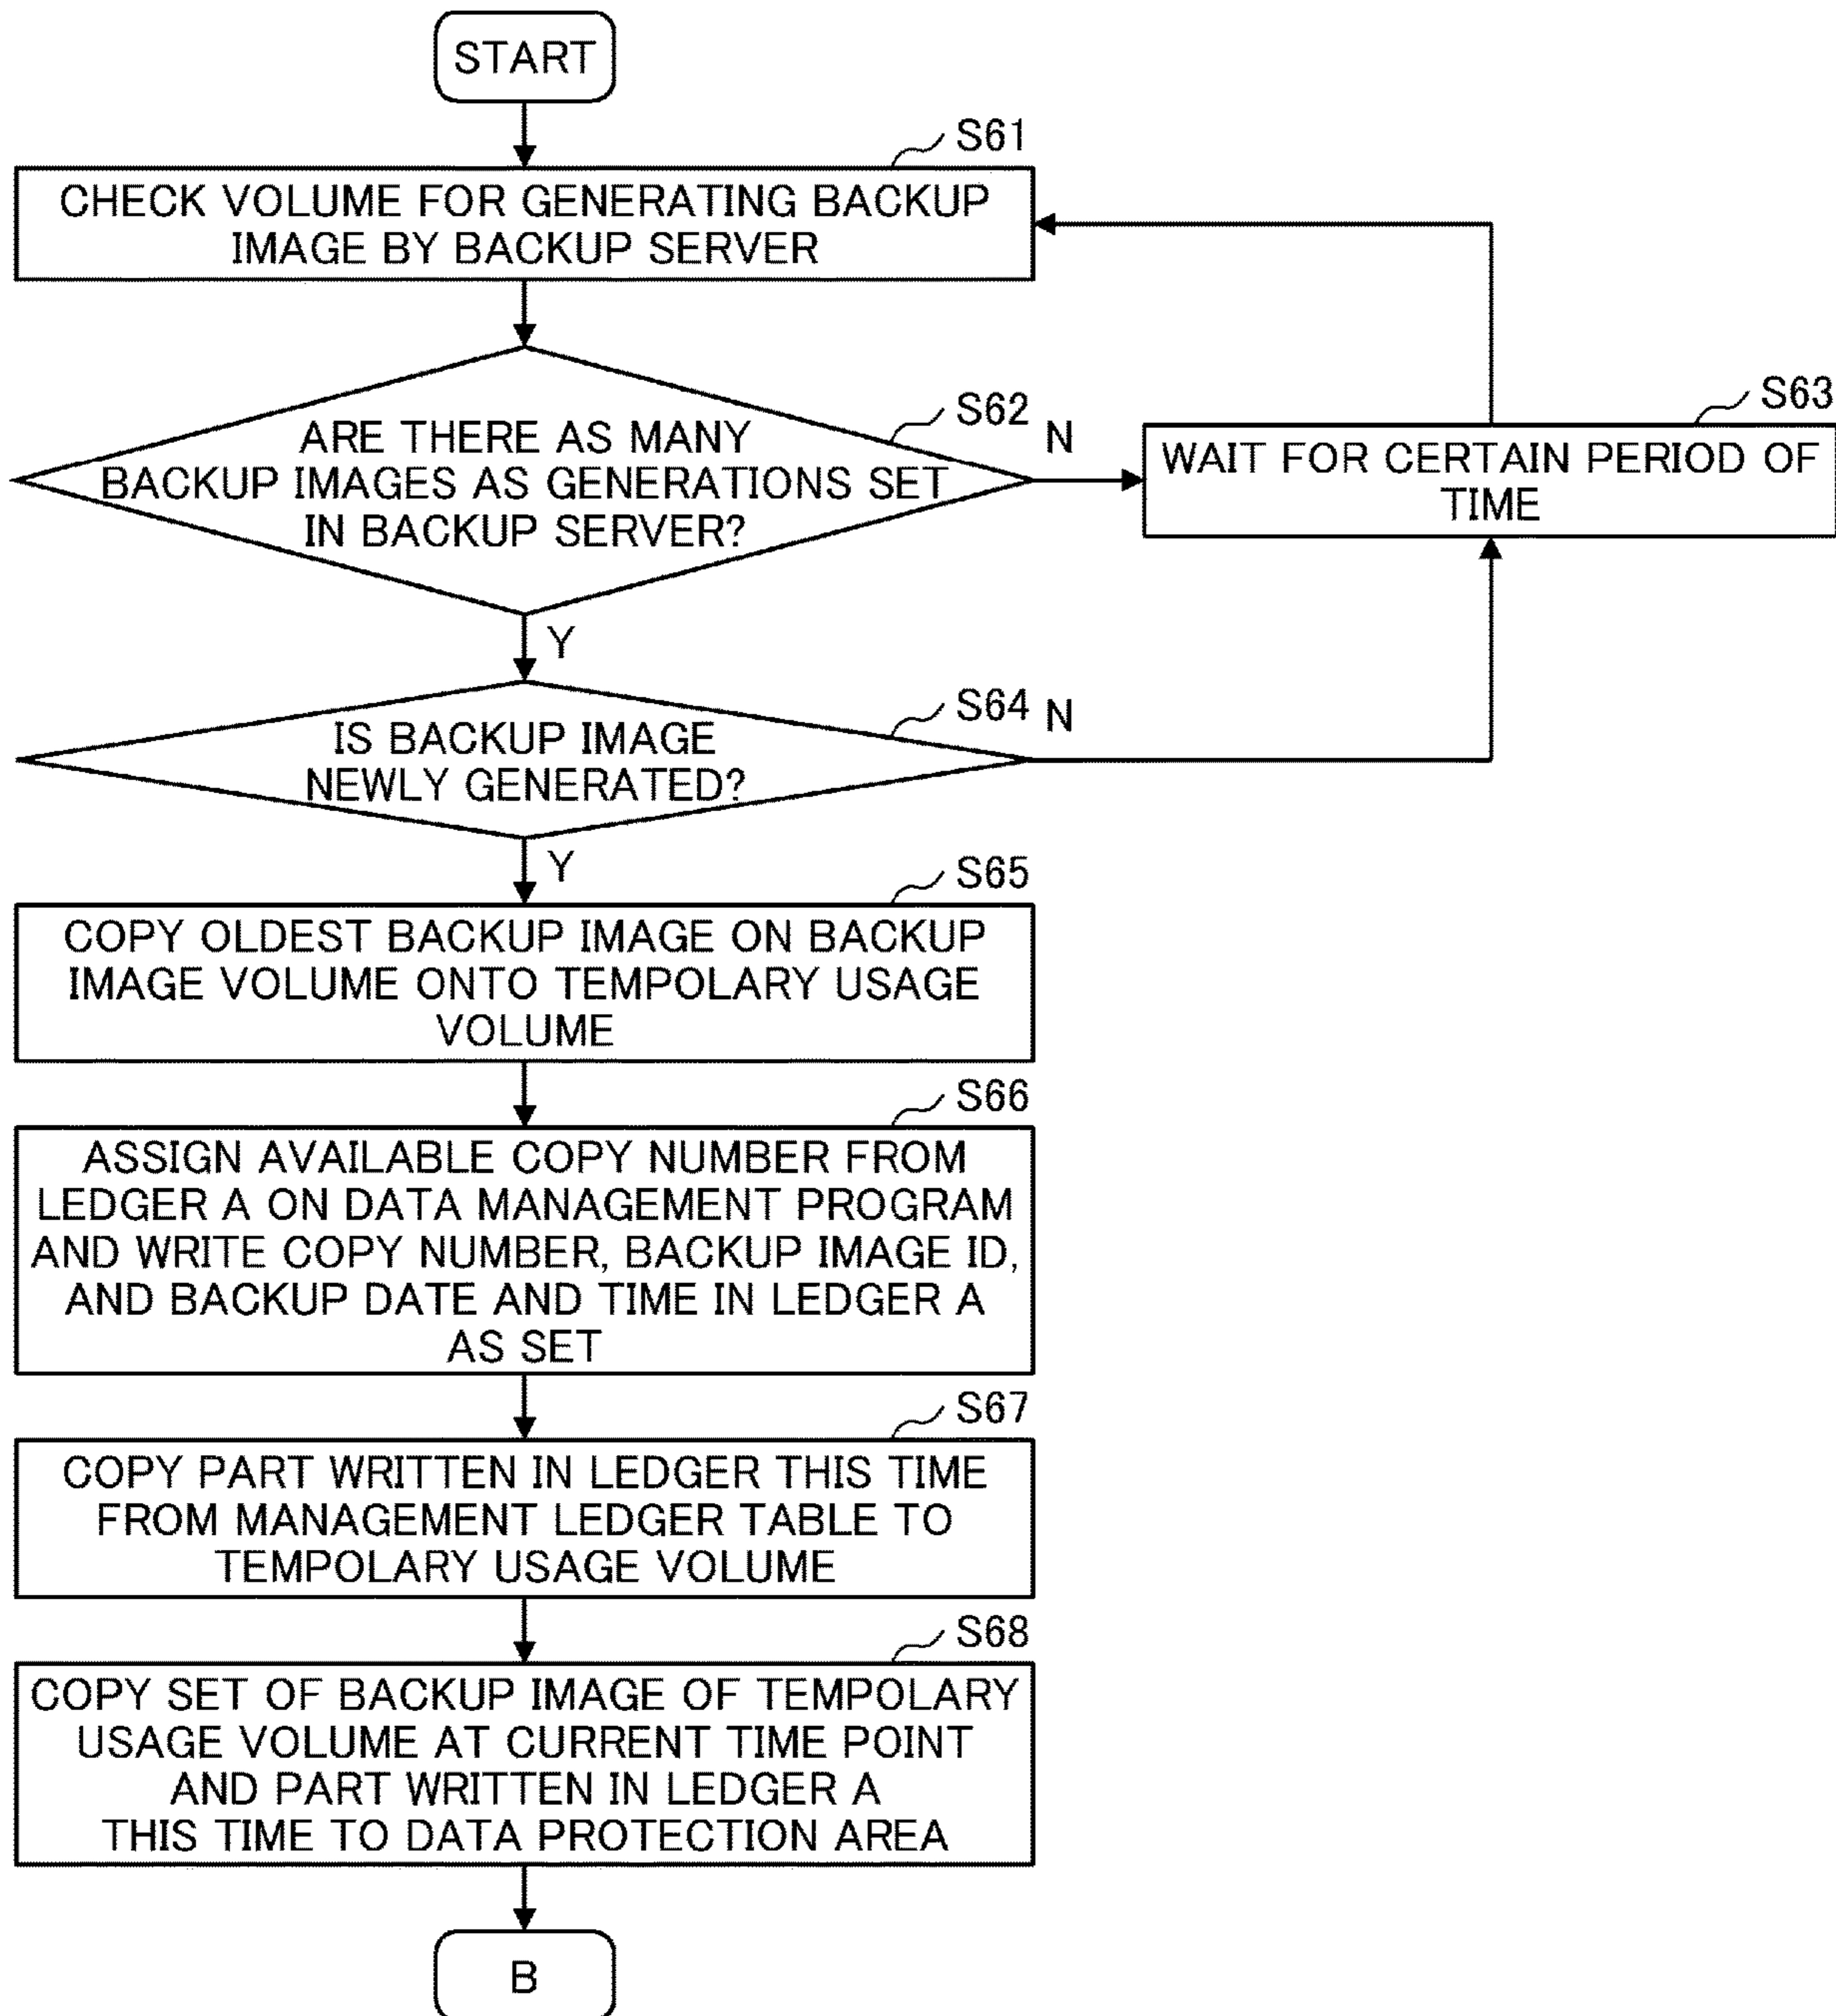 START
S61
CHECK VOLUME FOR GENERATING BACKUP
IMAGE BY BACKUP SERVER
S62
N
ARE THERE AS MANY
BACKUP IMAGES AS GENERATIONS SET
IN BACKUP SERVER?
S63
WAIT FOR CERTAIN PERIOD OF
TIME
Y
S64
N
IS BACKUP IMAGE
NEWLY GENERATED?
Y
S65
COPY OLDEST BACKUP IMAGE ON BACKUP
IMAGE VOLUME ONTO TEMPOLARY USAGE
VOLUME
S66
ASSIGN AVAILABLE COPY NUMBER FROM
LEDGER A ON DATA MANAGEMENT PROGRAM
AND WRITE COPY NUMBER, BACKUP IMAGE ID,
AND BACKUP DATE AND TIME IN LEDGER A
AS SET
S67
COPY PART WRITTEN IN LEDGER THIS TIME
FROM MANAGEMENT LEDGER TABLE TO
TEMPOLARY USAGE VOLUME
S68
COPY SET OF BACKUP IMAGE OF TEMPOLARY
USAGE VOLUME AT CURRENT TIME POINT
AND PART WRITTEN IN LEDGER A
THIS TIME TO DATA PROTECTION AREA
B